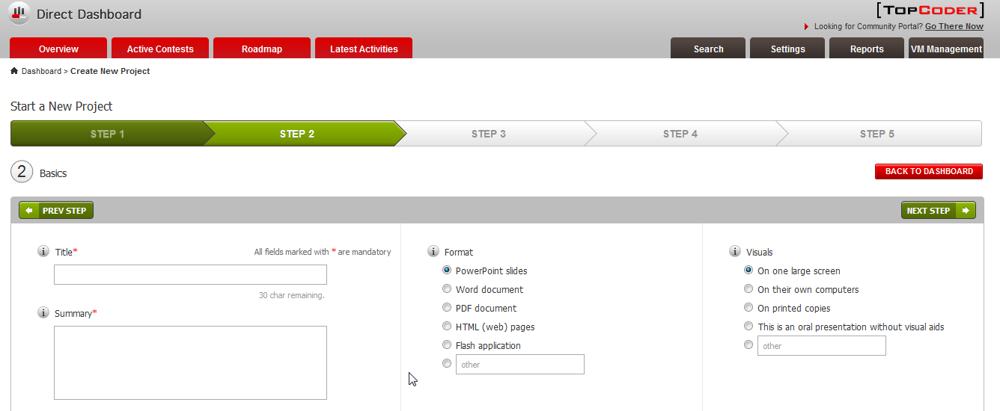 Direct Dashboard
[TOPCODER]
Looking for Community Portal? Go There Now
Overview
Active Contests
Roadmap
Latest Activities
Search
Settings
Reports
VM Management
Dashboard > Create New Project
Start a New Project
STEP 1
STEP 2
STEP 3
STEP 4
STEP 5
2 Basics
BACK TO DASHBOARD
PREV STEP
NEXT STEP
i Title*
All fields marked with * are mandatory
30 char remaining.
i Summary*
i Format
PowerPoint slides
Word document
PDF document
HTML (web) pages
Flash application
other
i Visuals
On one large screen
On their own computers
On printed copies
This is an oral presentation without visual aids
other